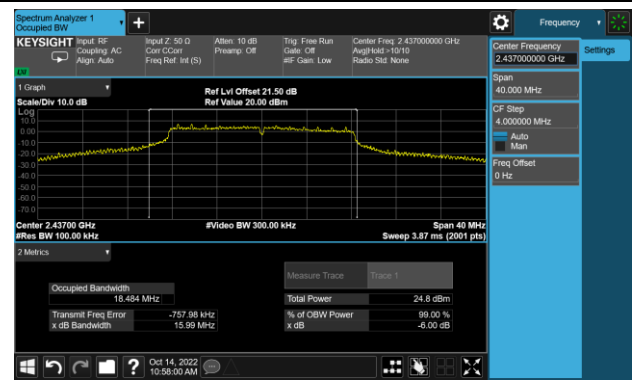 Spectrum Analyzer 1
Occupied BW
+
Frequency
KEYSIGHT
Input: RF
Coupling: AC
Align: Auto
Input Z: 50 Ω
Corr CCorr
Freq Ref: Int (S)
Atten: 10 dB
Preamp: Off
Trig: Free Run
Gate: Off
#IF Gain: Low
Center Freq: 2.437000000 GHz
Avg|Hold:>10/10
Radio Std: None
LXI
Center Frequency
2.437000000 GHz
Settings
Span
40.000 MHz
CF Step
4.000000 MHz
Auto
Man
Freq Offset
0 Hz
1 Graph
Scale/Div 10.0 dB
Ref Lvl Offset 21.50 dB
Ref Value 20.00 dBm
Log
10.0
0.00
-10.0
-20.0
-30.0
-40.0
-50.0
-60.0
-70.0
Center 2.43700 GHz
#Res BW 100.00 kHz
#Video BW 300.00 kHz
Span 40 MHz
Sweep 3.87 ms (2001 pts)
2 Metrics
Measure Trace
Trace 1
Occupied Bandwidth
18.484 MHz
Total Power
24.8 dBm
Transmit Freq Error
-757.98 kHz
% of OBW Power
99.00 %
x dB Bandwidth
15.99 MHz
x dB
-6.00 dB
?
Oct 14, 2022
10:58:00 AM